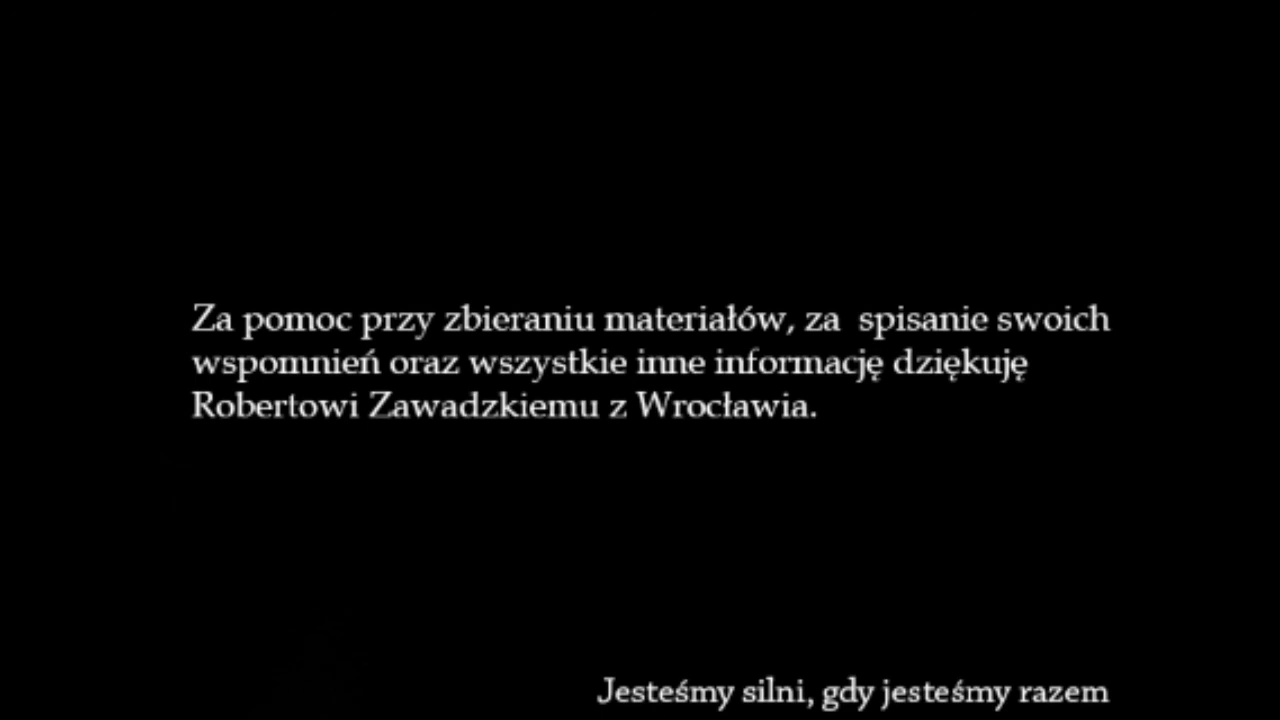 Za pomoc przy zbieraniu materiałów, za  spisanie swoich
wspomnień oraz wszystkie inne informację dziękuję
Robertowi Zawadzkiemu z Wrocławia.
Jesteśmy silni, gdy jesteśmy razem